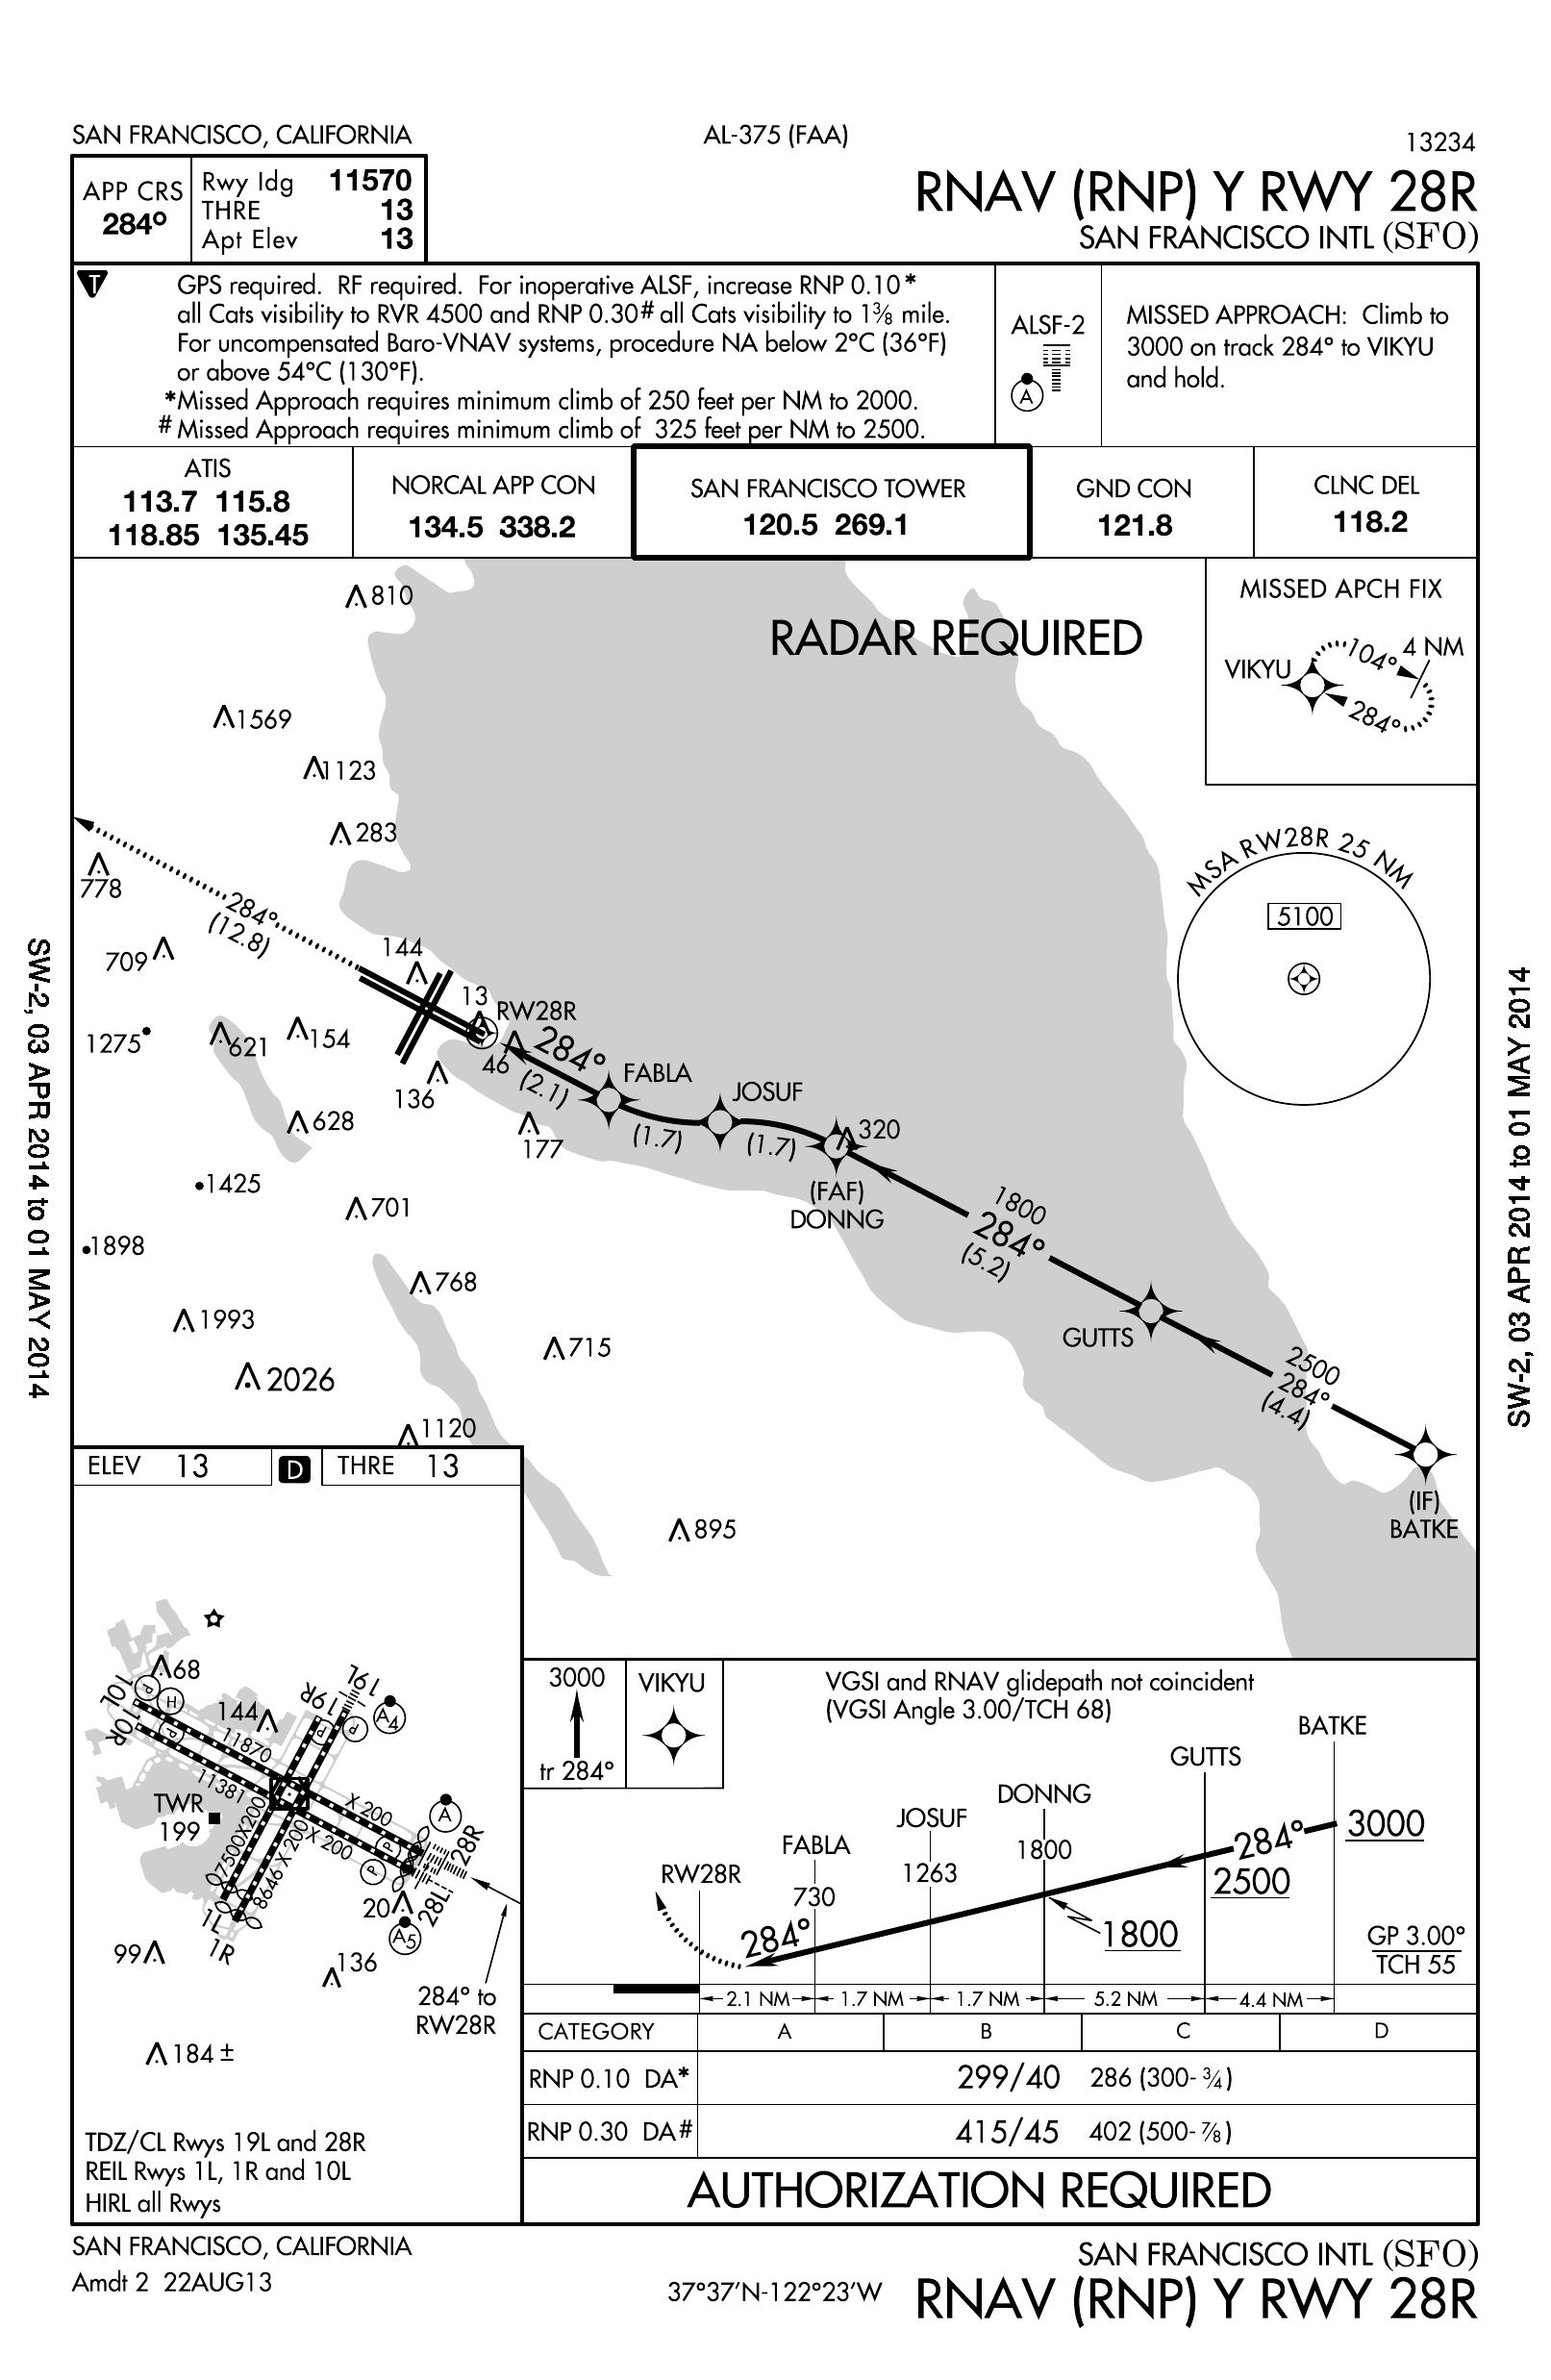 SAN FRANCISCO, CALIFORNIA
AL-375 (FAA)
13234
APP CRS
284°
Rwy Idg 11570
THRE 13
Apt Elev 13
RNAV (RNP) Y RWY 28R
SAN FRANCISCO INTL (SFO)
T
GPS required. RF required. For inoperative ALSF, increase RNP 0.10*
all Cats visibility to RVR 4500 and RNP 0.30# all Cats visibility to 1⅜ mile.
For uncompensated Baro-VNAV systems, procedure NA below 2°C (36°F)
or above 54°C (130°F).
*Missed Approach requires minimum climb of 250 feet per NM to 2000.
# Missed Approach requires minimum climb of 325 feet per NM to 2500.
ALSF-2
A
MISSED APPROACH: Climb to
3000 on track 284° to VIKYU
and hold.
ATIS
113.7 115.8
118.85 135.45
NORCAL APP CON
134.5 338.2
SAN FRANCISCO TOWER
120.5 269.1
GND CON
121.8
CLNC DEL
118.2
RADAR REQUIRED
MISSED APCH FIX
VIKYU
104°
4 NM
284°
810
1569
1123
283
778
284°
(12.8)
709
144
13
RW28R
1275
621
154
46
136
284°
(2.1)
FABLA
JOSUF
(1.7)
(1.7)
320
(FAF)
DONNG
628
177
1425
701
1898
768
1993
715
2026
1120
895
1800
284°
(5.2)
GUTTS
2500
284°
(4.4)
(IF)
BATKE
MSA RW28R 25 NM
5100
SW-2, 03 APR 2014 to 01 MAY 2014
SW-2, 03 APR 2014 to 01 MAY 2014
ELEV 13
D
THRE 13
68
10L
10R
P
H
P
144
19R
19L
P
P
A4
11870
11381
X 200
X 200
TWR
199
7500X200
8646 X 200
P
P
A
28R
28L
20
A5
1L
1R
99
136
284° to
RW28R
184 ±
TDZ/CL Rwys 19L and 28R
REIL Rwys 1L, 1R and 10L
HIRL all Rwys
3000
tr 284°
VIKYU
VGSI and RNAV glidepath not coincident
(VGSI Angle 3.00/TCH 68)
BATKE
GUTTS
DONNG
JOSUF
FABLA
RW28R
1800
1263
730
284°
284°
3000
2500
1800
GP 3.00°
TCH 55
2.1 NM
1.7 NM
1.7 NM
5.2 NM
4.4 NM
CATEGORY A B C D
RNP 0.10 DA* 299/40 286 (300-¾)
RNP 0.30 DA# 415/45 402 (500-⅞)
AUTHORIZATION REQUIRED
SAN FRANCISCO, CALIFORNIA
Amdt 2 22AUG13
37°37'N-122°23'W
SAN FRANCISCO INTL (SFO)
RNAV (RNP) Y RWY 28R